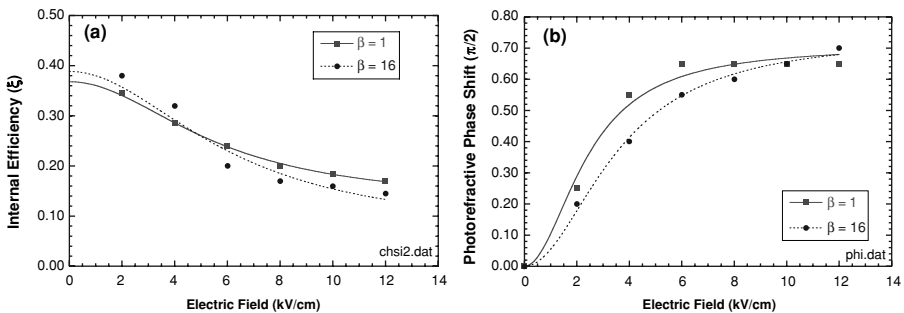 (a)
β = 1
β = 16
Internal Efficiency (ξ)
0.50
0.40
0.30
0.20
0.10
0.00
chsi2.dat
0 2 4 6 8 10 12 14
Electric Field (kV/cm)
(b)
Photorefractive Phase Shift (π/2)
0.80
0.70
0.60
0.50
0.40
0.30
0.20
0.10
0.00
β = 1
β = 16
phi.dat
0 2 4 6 8 10 12 14
Electric Field (kV/cm)